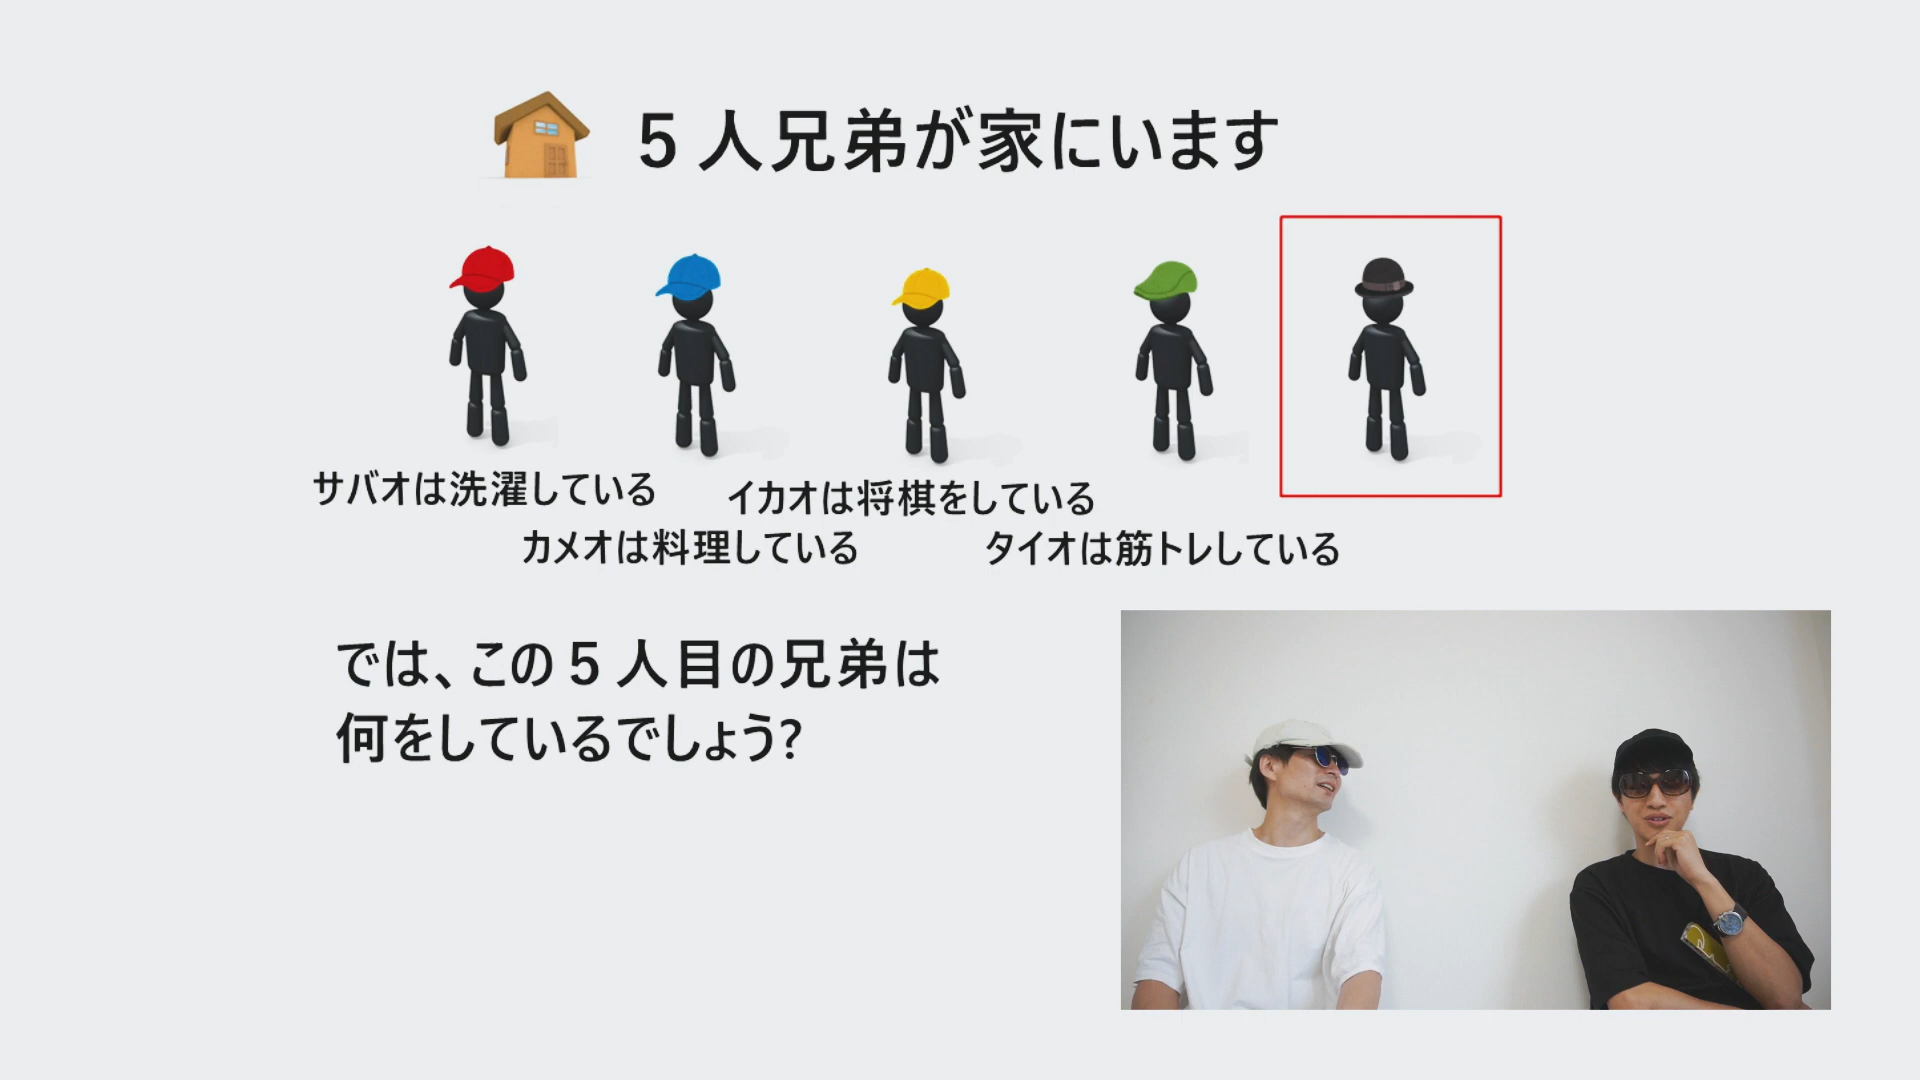 5人兄弟が家にいます
サバオは洗濯している
イカオは将棋をしている
カメオは料理している
タイオは筋トレしている
では、この5人目の兄弟は
何をしているでしょう?